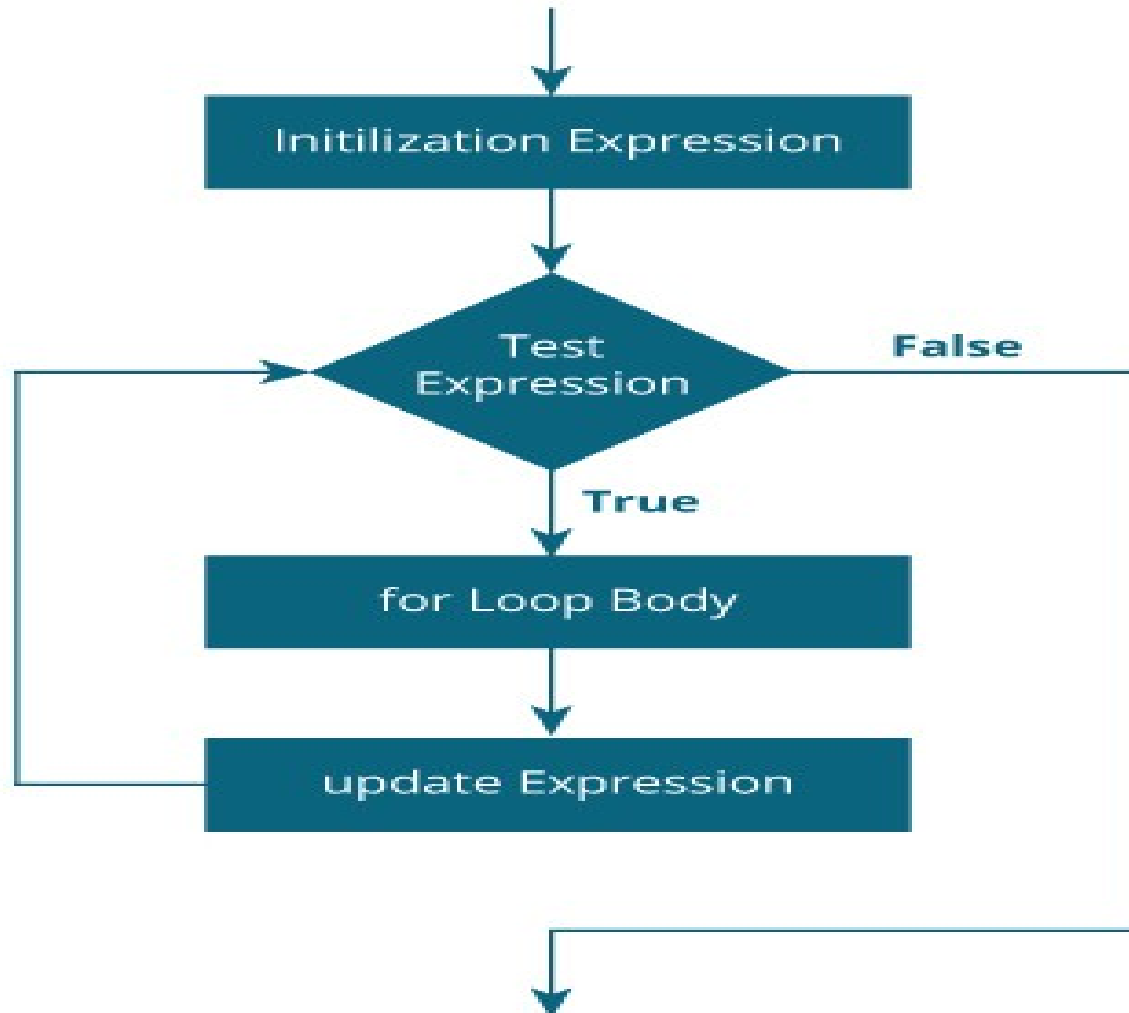 Initilization Expression
Test
Expression
False
True
for Loop Body
update Expression